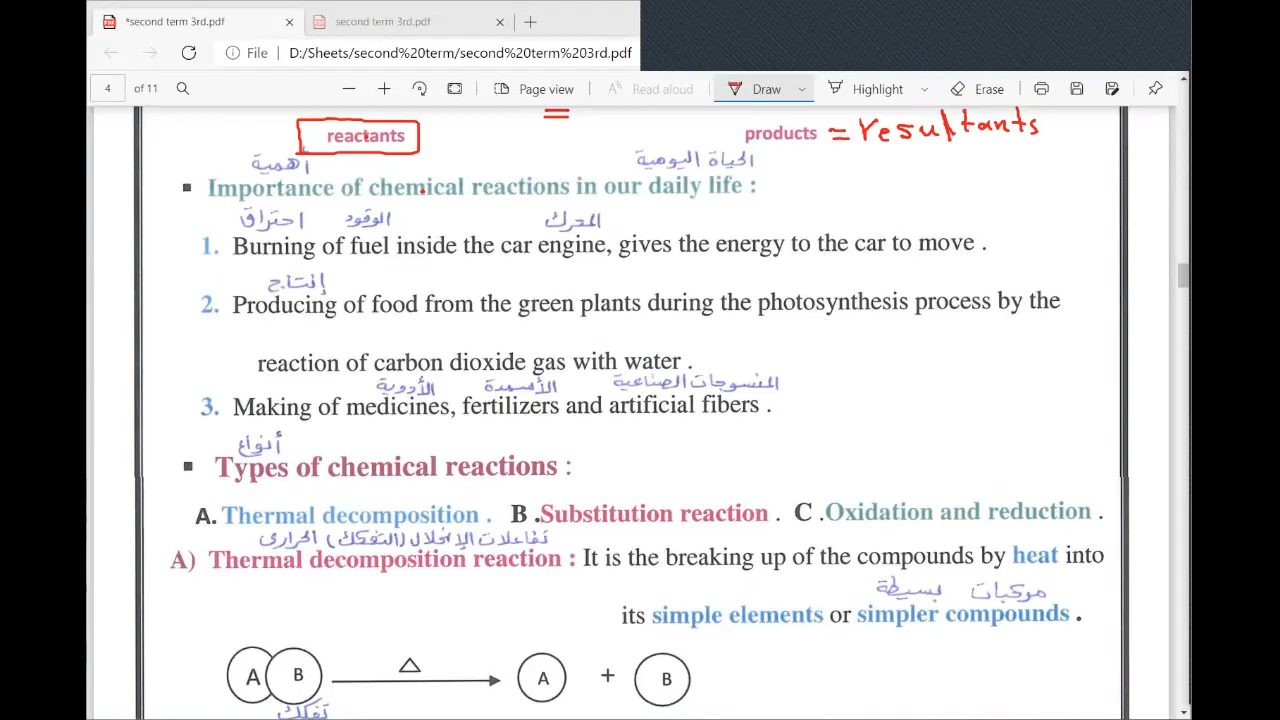 *second term 3rd.pdf
second term 3rd.pdf
File D:/Sheets/second%20term/second%20term%203rd.pdf
4 of 11
Page view
Read aloud
Draw
Highlight
Erase
reactants
products = resultants
أهمية الحياة اليومية
Importance of chemical reactions in our daily life :
احتراق الوقود المحرك
1. Burning of fuel inside the car engine, gives the energy to the car to move .
إنتاج
2. Producing of food from the green plants during the photosynthesis process by the
reaction of carbon dioxide gas with water .
الأدوية الأسمدة المنسوجات الصناعية
3. Making of medicines, fertilizers and artificial fibers .
أنواع
Types of chemical reactions :
A. Thermal decomposition . B .Substitution reaction . C .Oxidation and reduction .
تفاعلات الإنحلال (التفكك) الحرارى
A) Thermal decomposition reaction : It is the breaking up of the compounds by heat into
مركبات بسيطة
its simple elements or simpler compounds .
A B △ A + B
تفكك